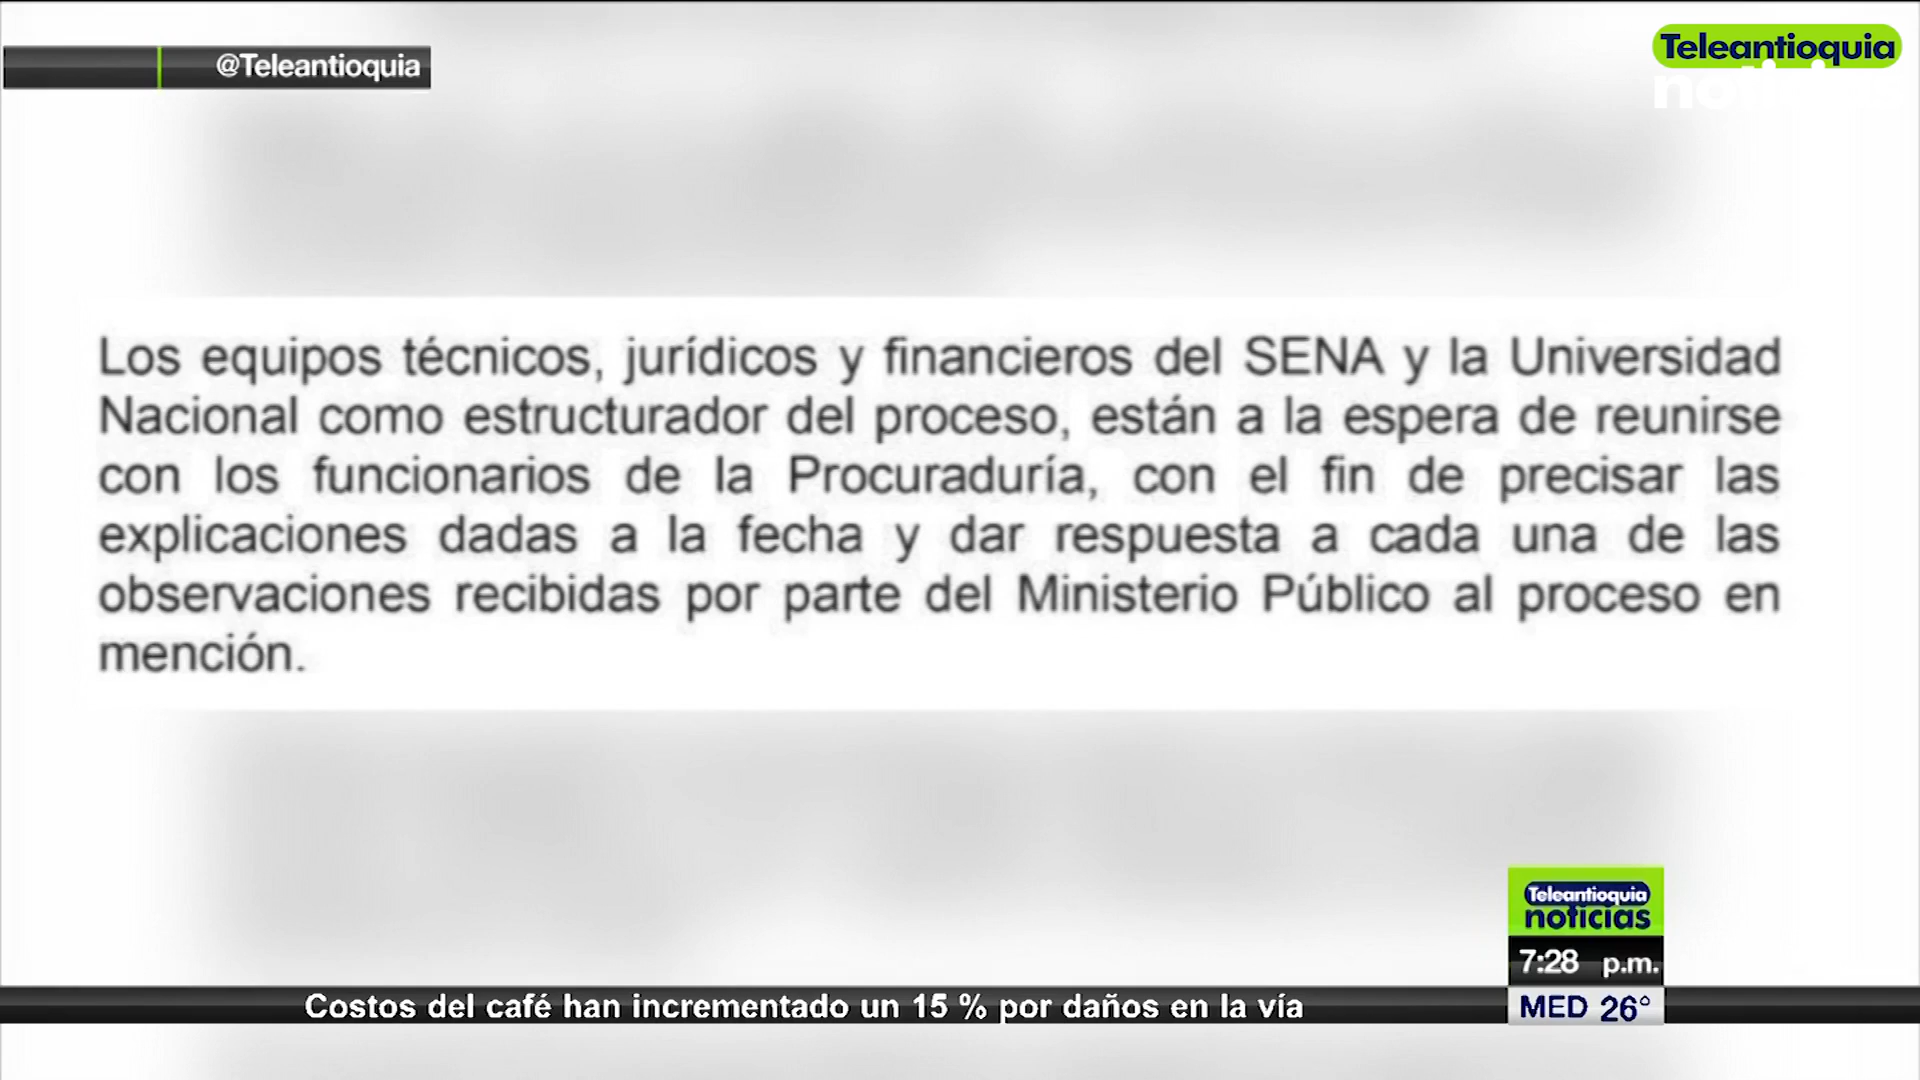 @Teleantioquia
Teleantioquia
Los equipos técnicos, jurídicos y financieros del SENA y la Universidad
Nacional como estructurador del proceso, están a la espera de reunirse
con los funcionarios de la Procuraduría, con el fin de precisar las
explicaciones dadas a la fecha y dar respuesta a cada una de las
observaciones recibidas por parte del Ministerio Público al proceso en
mención.
Teleantioquia
noticias
7:28 p.m.
Costos del café han incrementado un 15 % por daños en la vía
MED 26°